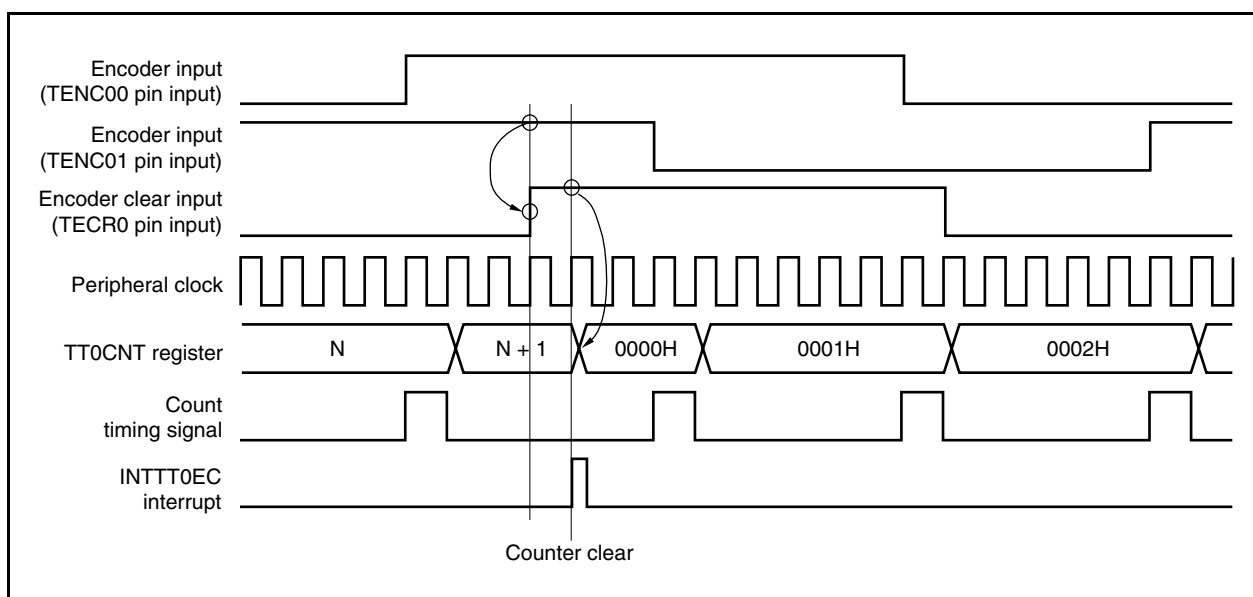 Encoder input
(TENC00 pin input)
Encoder input
(TENC01 pin input)
Encoder clear input
(TECR0 pin input)
Peripheral clock
TT0CNT register
N
N + 1
0000H
0001H
0002H
Count
timing signal
INTTT0EC
interrupt
Counter clear